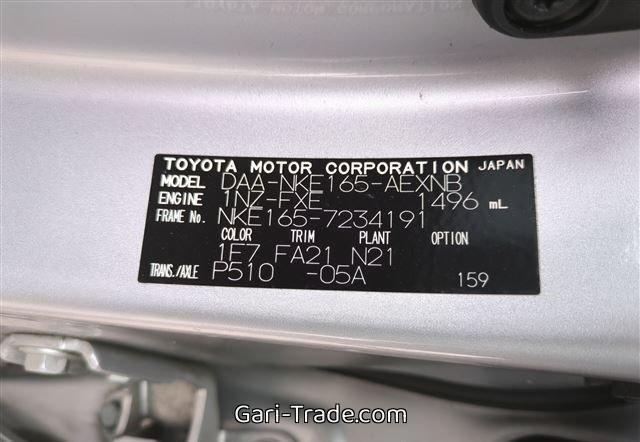 TOYOTA MOTOR CORPORATION JAPAN
MODEL DAA-NKE165-AEXNB
ENGINE 1NZ-FXE 1496 mL
FRAME No. NKE165-7234191
COLOR TRIM PLANT OPTION
1F7 FA21 N21
TRANS./AXLE P510 -05A 159
Gari-Trade.com